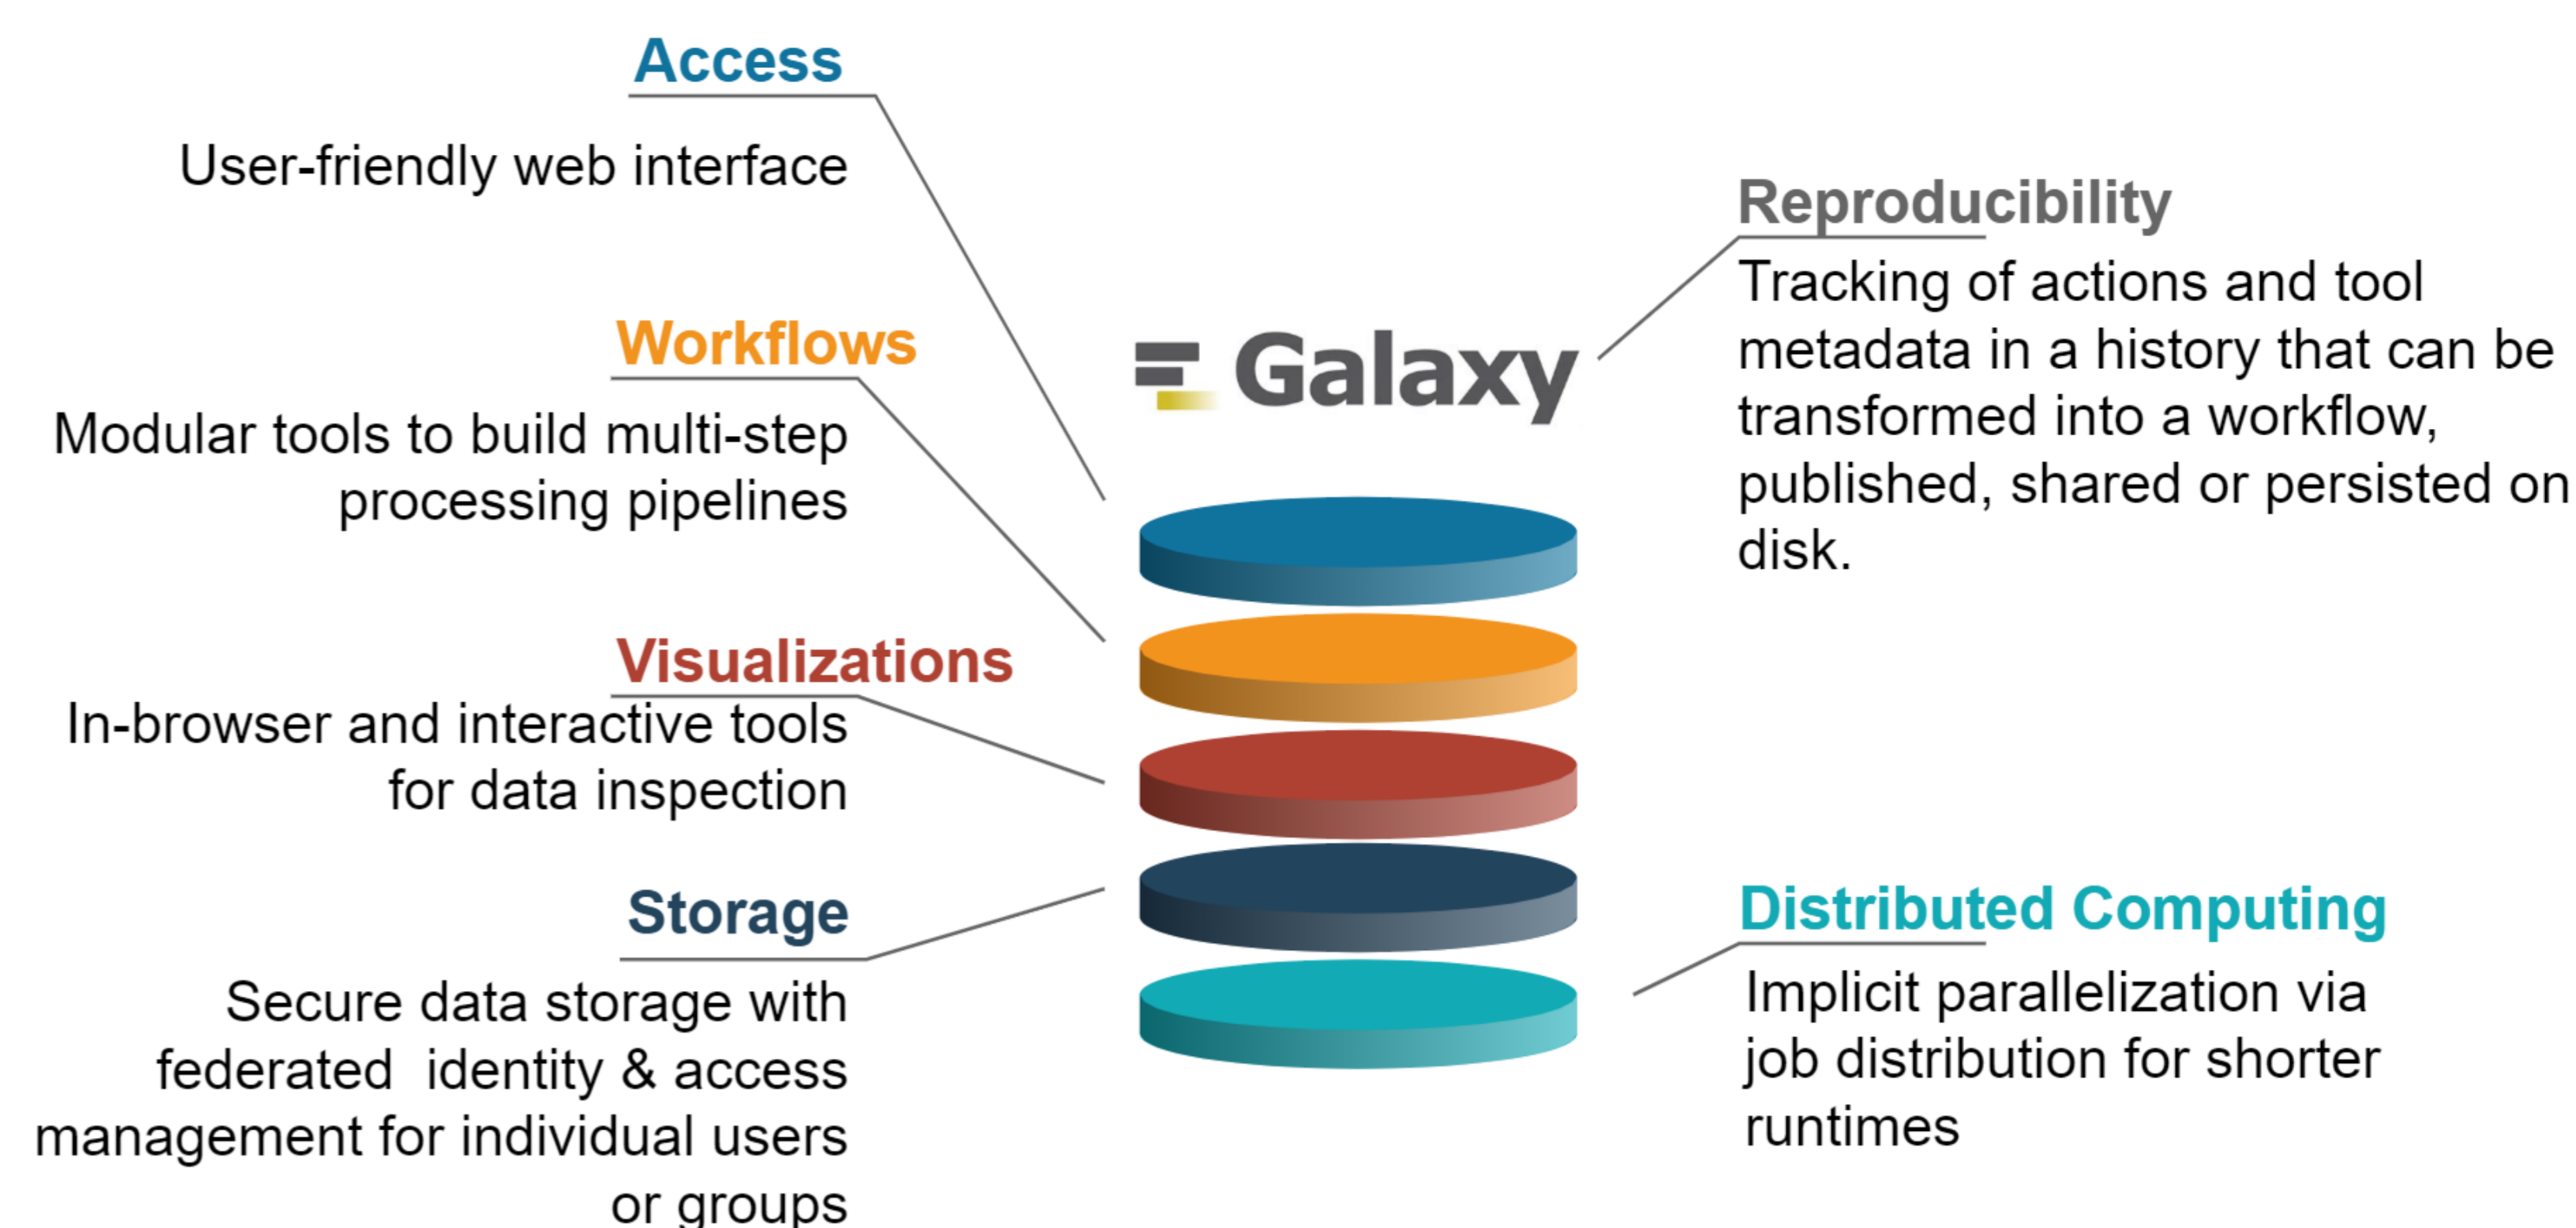 Access
User-friendly web interface
Workflows
Modular tools to build multi-step
processing pipelines
Visualizations
In-browser and interactive tools
for data inspection
Storage
Secure data storage with
federated  identity & access
management for individual users
or groups
Galaxy
Reproducibility
Tracking of actions and tool
metadata in a history that can be
transformed into a workflow,
published, shared or persisted on
disk.
Distributed Computing
Implicit parallelization via
job distribution for shorter
runtimes